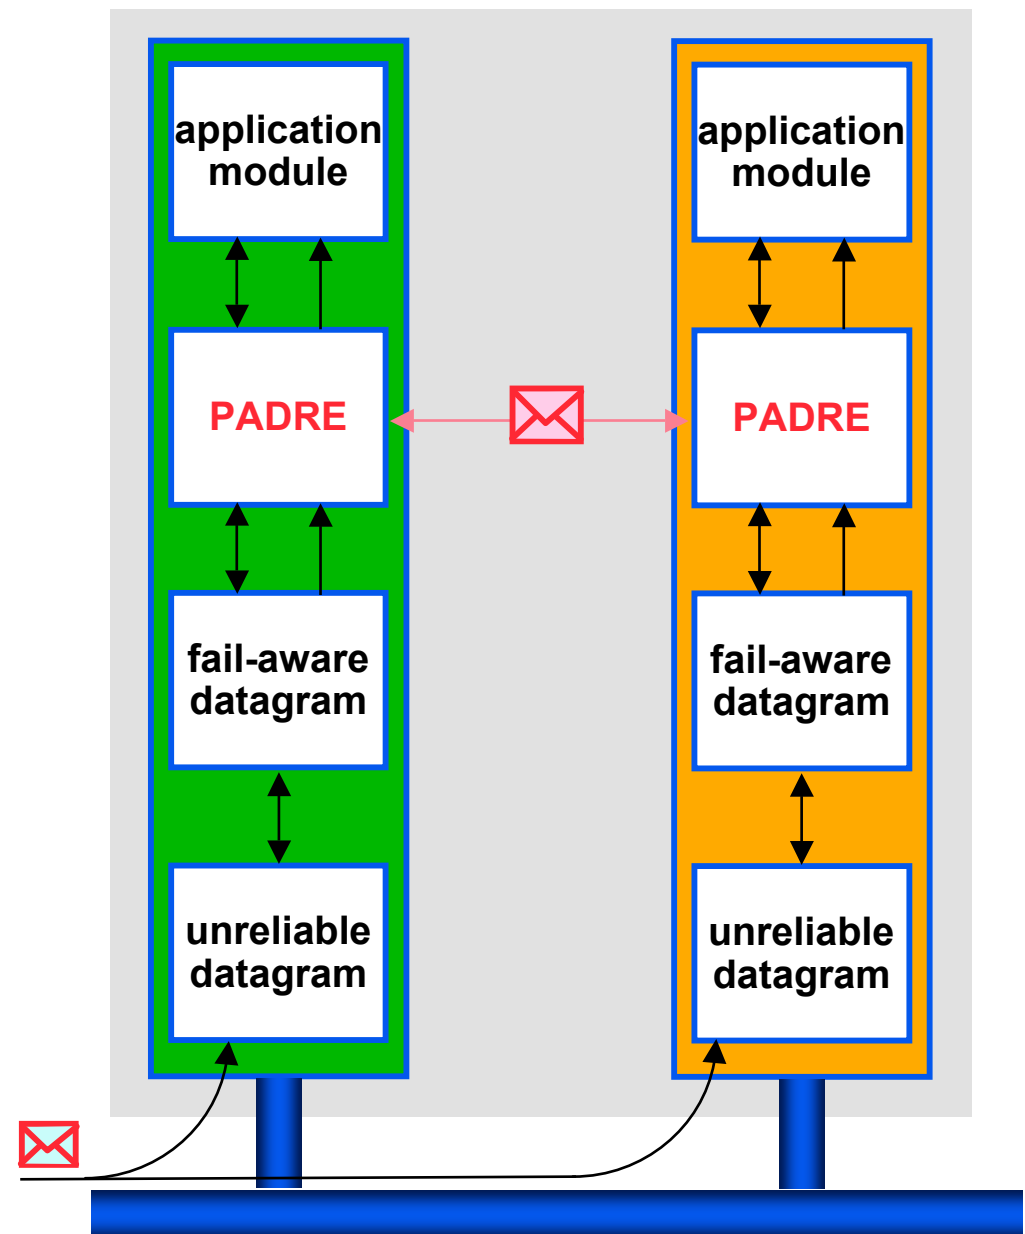 application
module
PADRE
fail-aware
datagram
unreliable
datagram
application
module
PADRE
fail-aware
datagram
unreliable
datagram